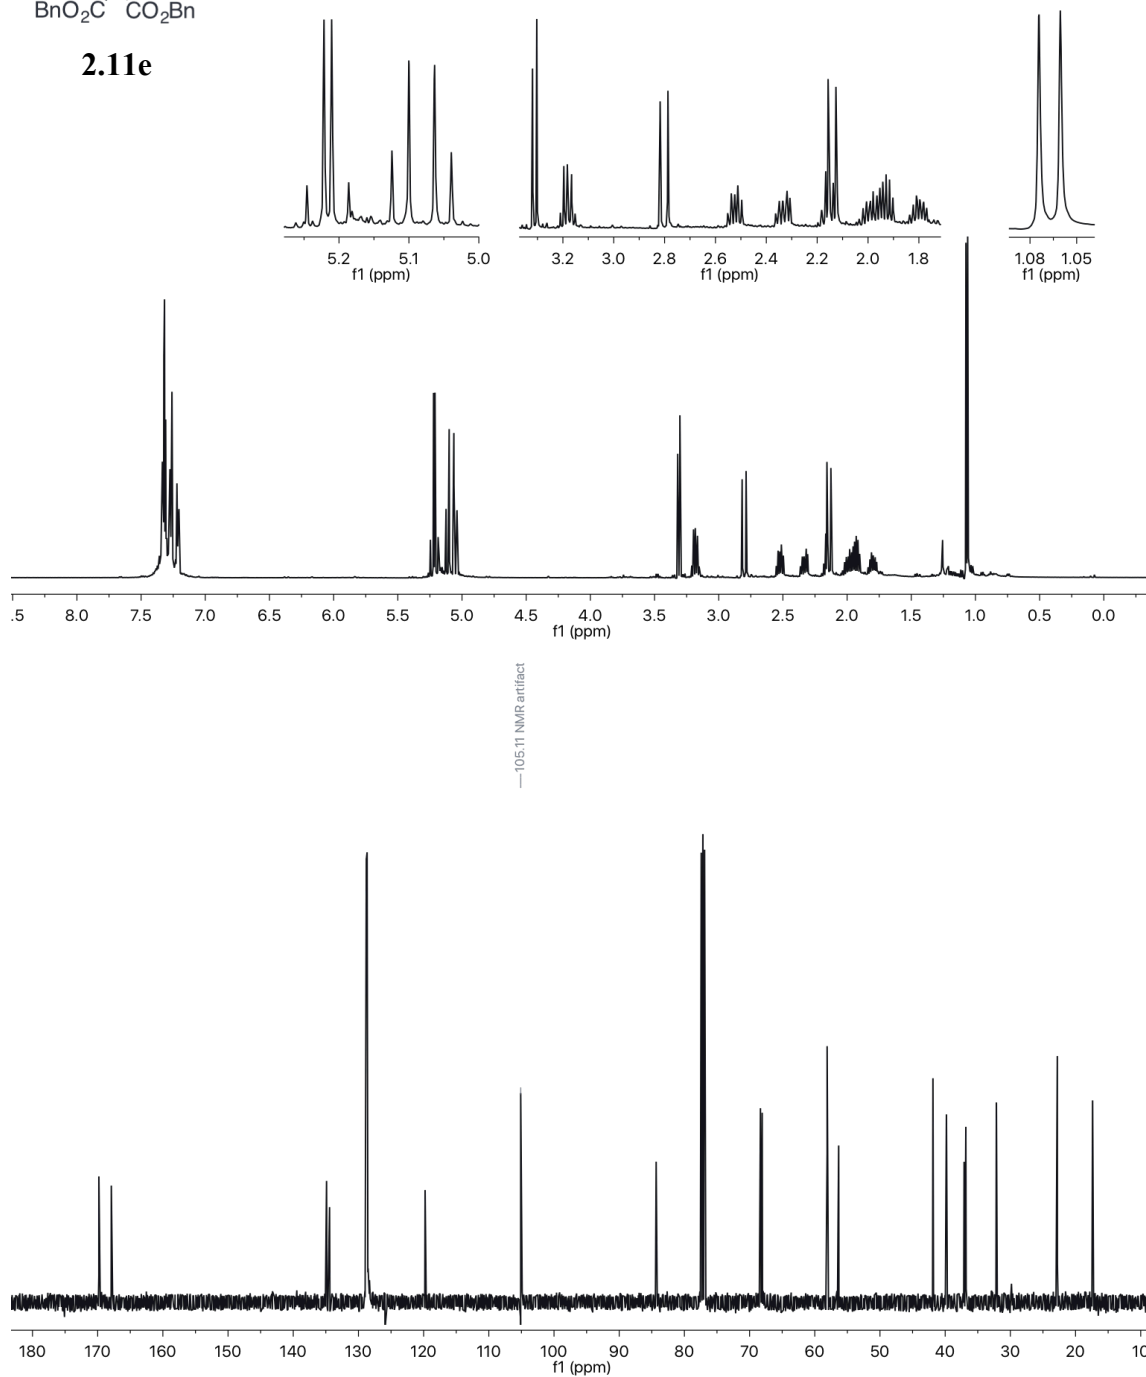 BnO₂C CO₂Bn
2.11e
5.2 5.1 5.0
f1 (ppm)
3.2 3.0 2.8 2.6 2.4 2.2 2.0 1.8
f1 (ppm)
1.08 1.05
f1 (ppm)
.5 8.0 7.5 7.0 6.5 6.0 5.5 5.0 4.5 4.0 3.5 3.0 2.5 2.0 1.5 1.0 0.5 0.0
f1 (ppm)
—105.11 NMR artifact
180 170 160 150 140 130 120 110 100 90 80 70 60 50 40 30 20 10
f1 (ppm)